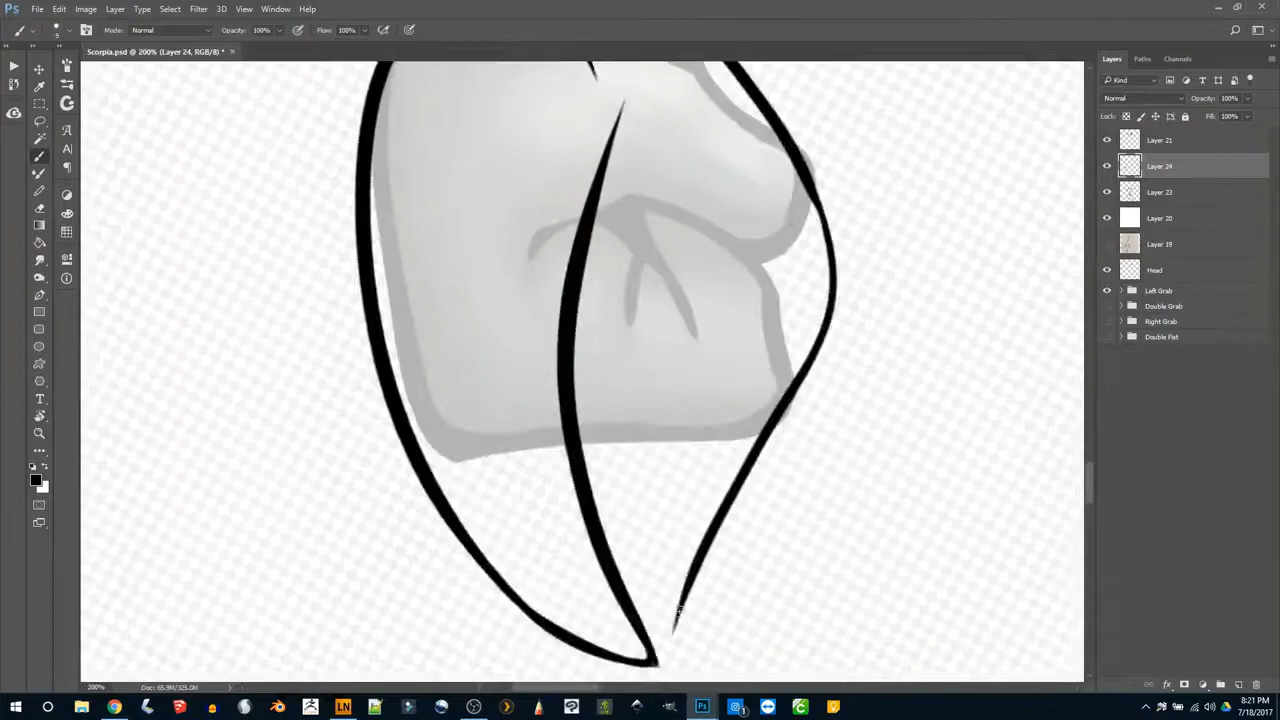 Ps File Edit Image Layer Type Select Filter 3D View Window Help
9 Mode: Normal Opacity: 100% Flow: 100%
Scorpia.psd @ 200% (Layer 24, RGB/8) * ×
Layers Paths Channels
Kind
Normal Opacity: 100%
Lock: Fill: 100%
Layer 21
Layer 24
Layer 23
Layer 20
Layer 19
Head
Left Grab
Double Grab
Right Grab
Double Fist
200% Doc: 65.9M/325.0M
8:21 PM
7/18/2017